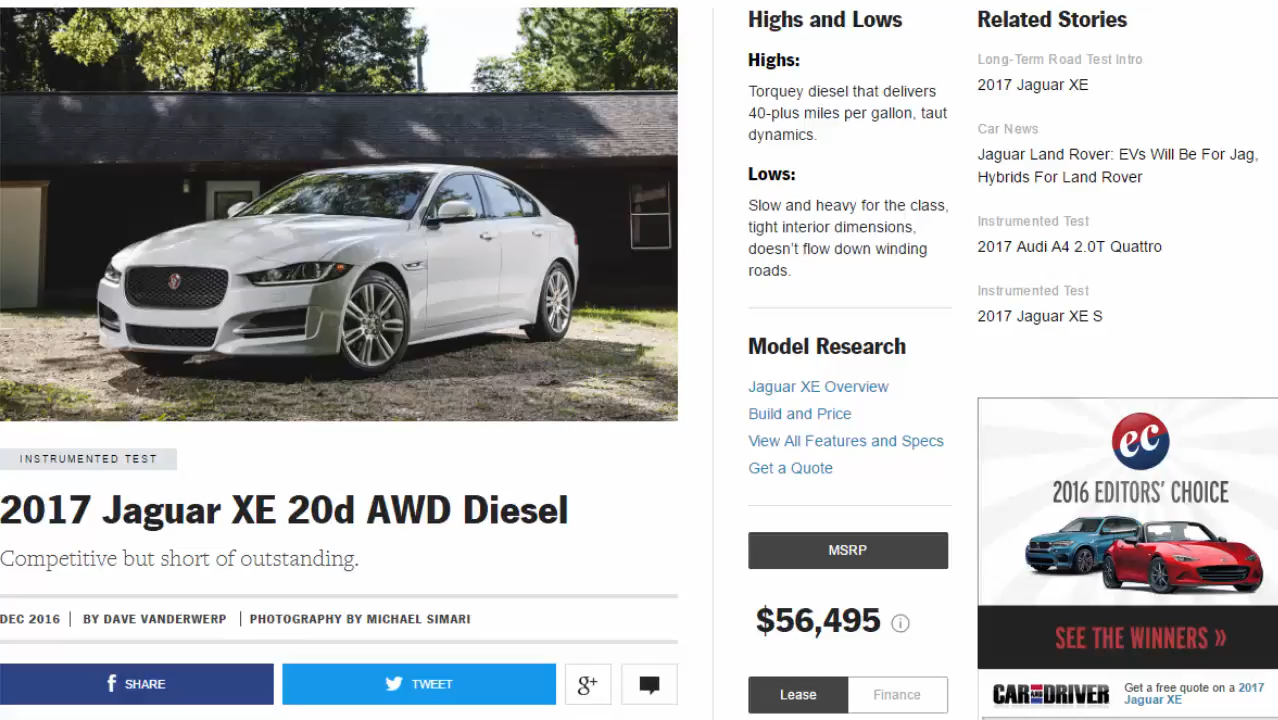 INSTRUMENTED TEST
2017 Jaguar XE 20d AWD Diesel
Competitive but short of outstanding.
DEC 2016
BY DAVE VANDERWERP
PHOTOGRAPHY BY MICHAEL SIMARI
SHARE
TWEET
g+
Highs and Lows
Highs:
Torquey diesel that delivers
40-plus miles per gallon, taut
dynamics.
Lows:
Slow and heavy for the class,
tight interior dimensions,
doesn’t flow down winding
roads.
Model Research
Jaguar XE Overview
Build and Price
View All Features and Specs
Get a Quote
MSRP
$56,495
Lease
Finance
Related Stories
Long-Term Road Test Intro
2017 Jaguar XE
Car News
Jaguar Land Rover: EVs Will Be For Jag,
Hybrids For Land Rover
Instrumented Test
2017 Audi A4 2.0T Quattro
Instrumented Test
2017 Jaguar XE S
ec
2016 EDITORS' CHOICE
SEE THE WINNERS »
CAR AND DRIVER
Get a free quote on a 2017
Jaguar XE